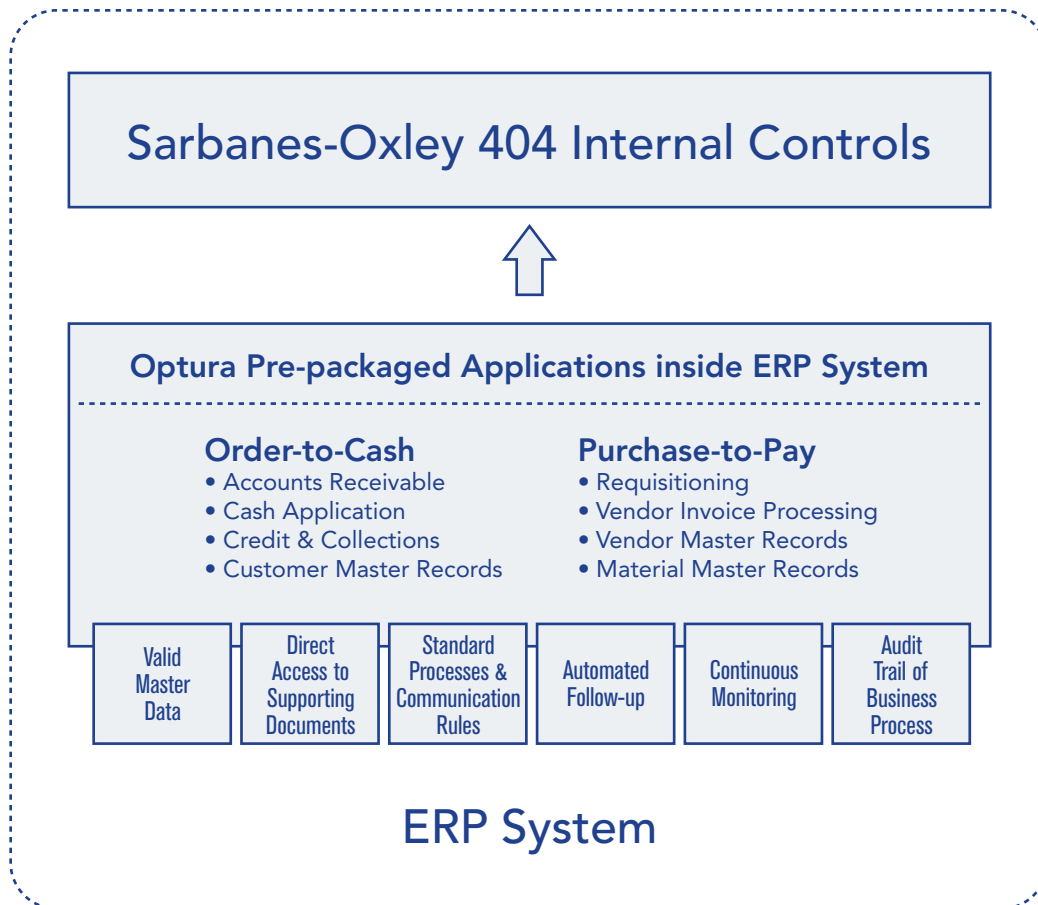 Sarbanes-Oxley 404 Internal Controls
Optura Pre-packaged Applications inside ERP System
Order-to-Cash
• Accounts Receivable
• Cash Application
• Credit & Collections
• Customer Master Records
Purchase-to-Pay
• Requisitioning
• Vendor Invoice Processing
• Vendor Master Records
• Material Master Records
Valid
Master
Data
Direct
Access to
Supporting
Documents
Standard
Processes &
Communication
Rules
Automated
Follow-up
Continuous
Monitoring
Audit
Trail of
Business
Process
ERP System